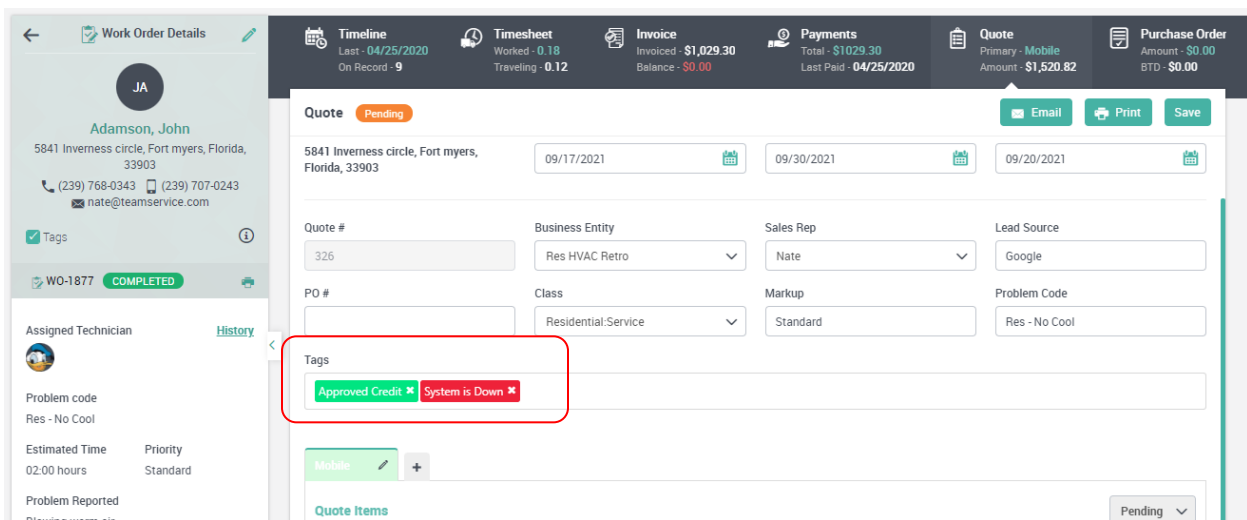 Work Order Details
JA
Adamson, John
5841 Inverness circle, Fort myers, Florida,
33903
(239) 768-0343 (239) 707-0243
nate@teamservice.com
Tags
WO-1877 COMPLETED
Assigned Technician History
Problem code
Res - No Cool
Estimated Time Priority
02:00 hours Standard
Problem Reported
Blowing warm air
Timeline
Last - 04/25/2020
On Record - 9
Timesheet
Worked - 0.18
Traveling - 0.12
Invoice
Invoiced - $1,029.30
Balance - $0.00
Payments
Total - $1029.30
Last Paid - 04/25/2020
Quote
Primary - Mobile
Amount - $1,520.82
Purchase Order
Amount - $0.00
BTD - $0.00
Quote Pending Email Print Save
5841 Inverness circle, Fort myers,
Florida, 33903
09/17/2021 09/30/2021 09/20/2021
Quote # Business Entity Sales Rep Lead Source
326 Res HVAC Retro Nate Google
PO # Class Markup Problem Code
Residential:Service Standard Res - No Cool
Tags
Approved Credit × System is Down ×
Mobile +
Quote Items Pending